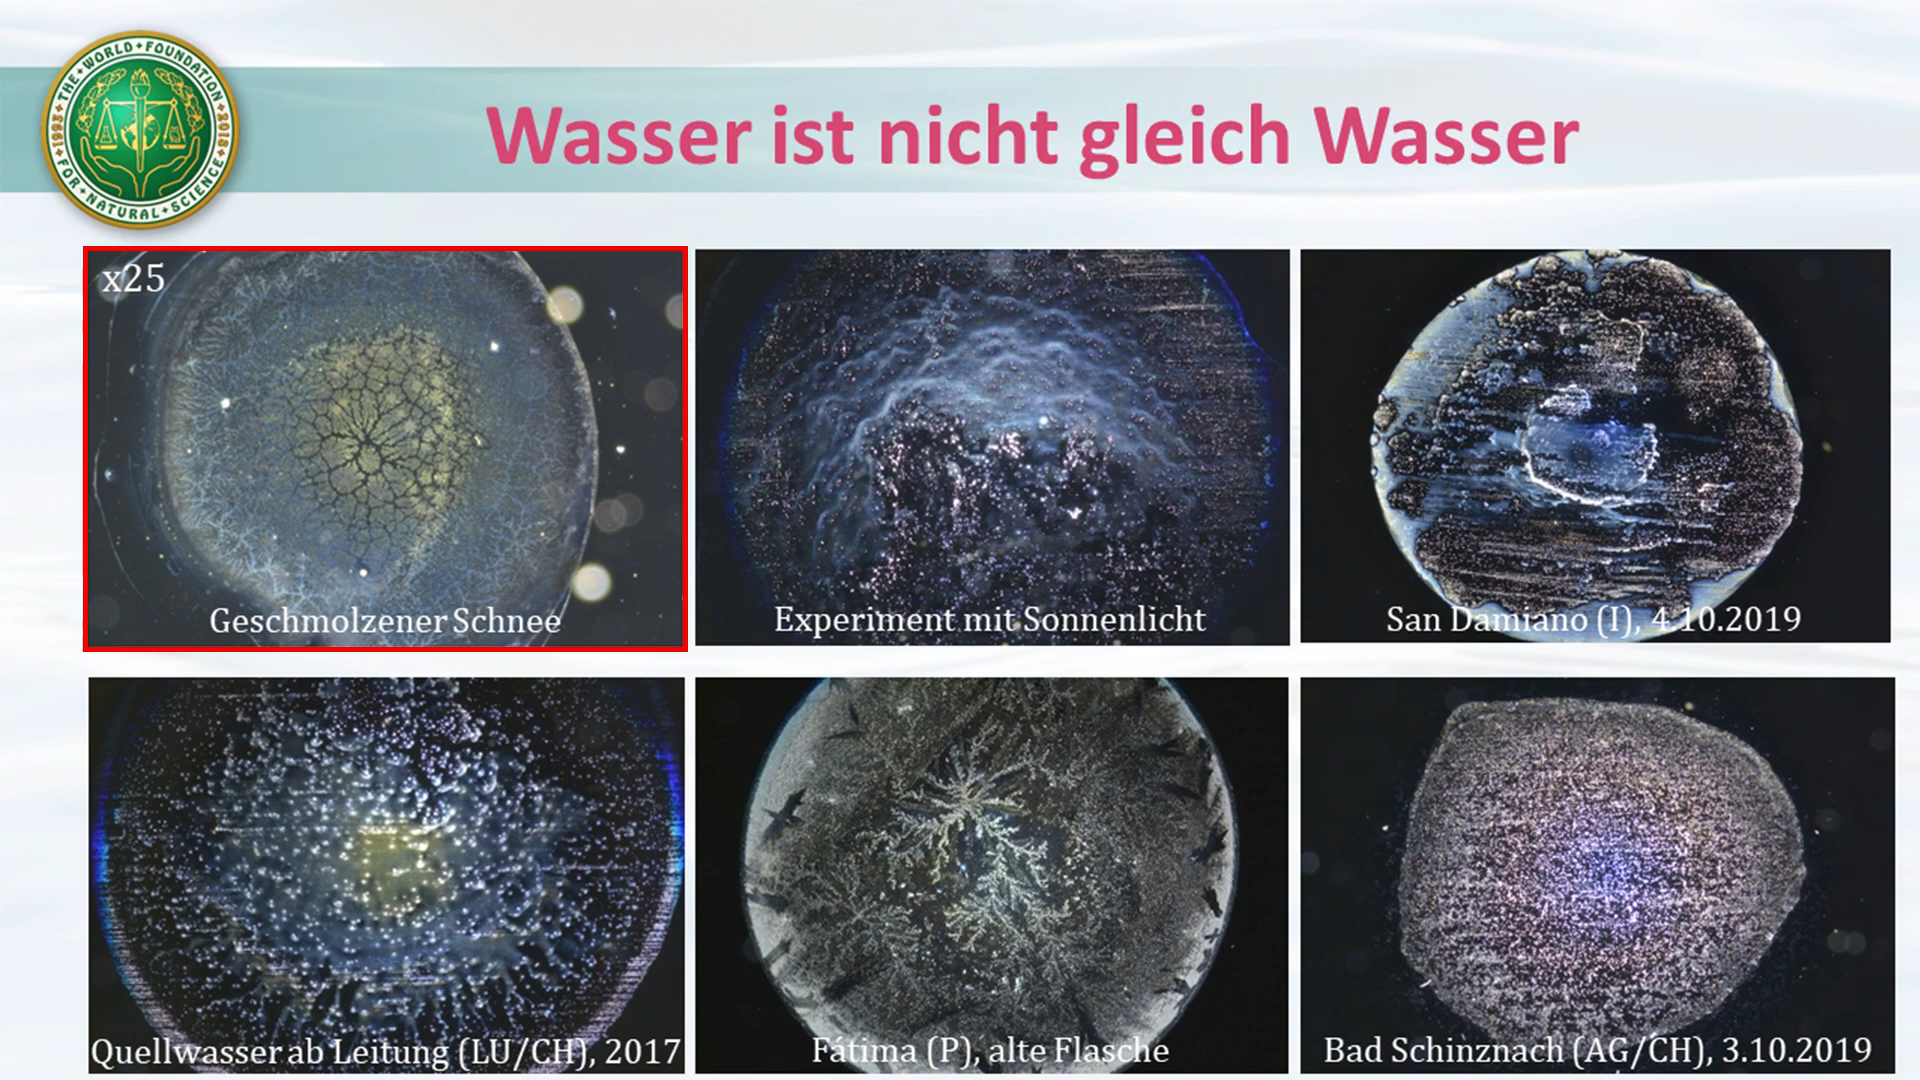 THE WORLD FOUNDATION
FOR NATURAL SCIENCE
1993
2018
Wasser ist nicht gleich Wasser
x25
Geschmolzener Schnee
Experiment mit Sonnenlicht
San Damiano (I), 4.10.2019
Quellwasser ab Leitung (LU/CH), 2017
Fátima (P), alte Flasche
Bad Schinznach (AG/CH), 3.10.2019